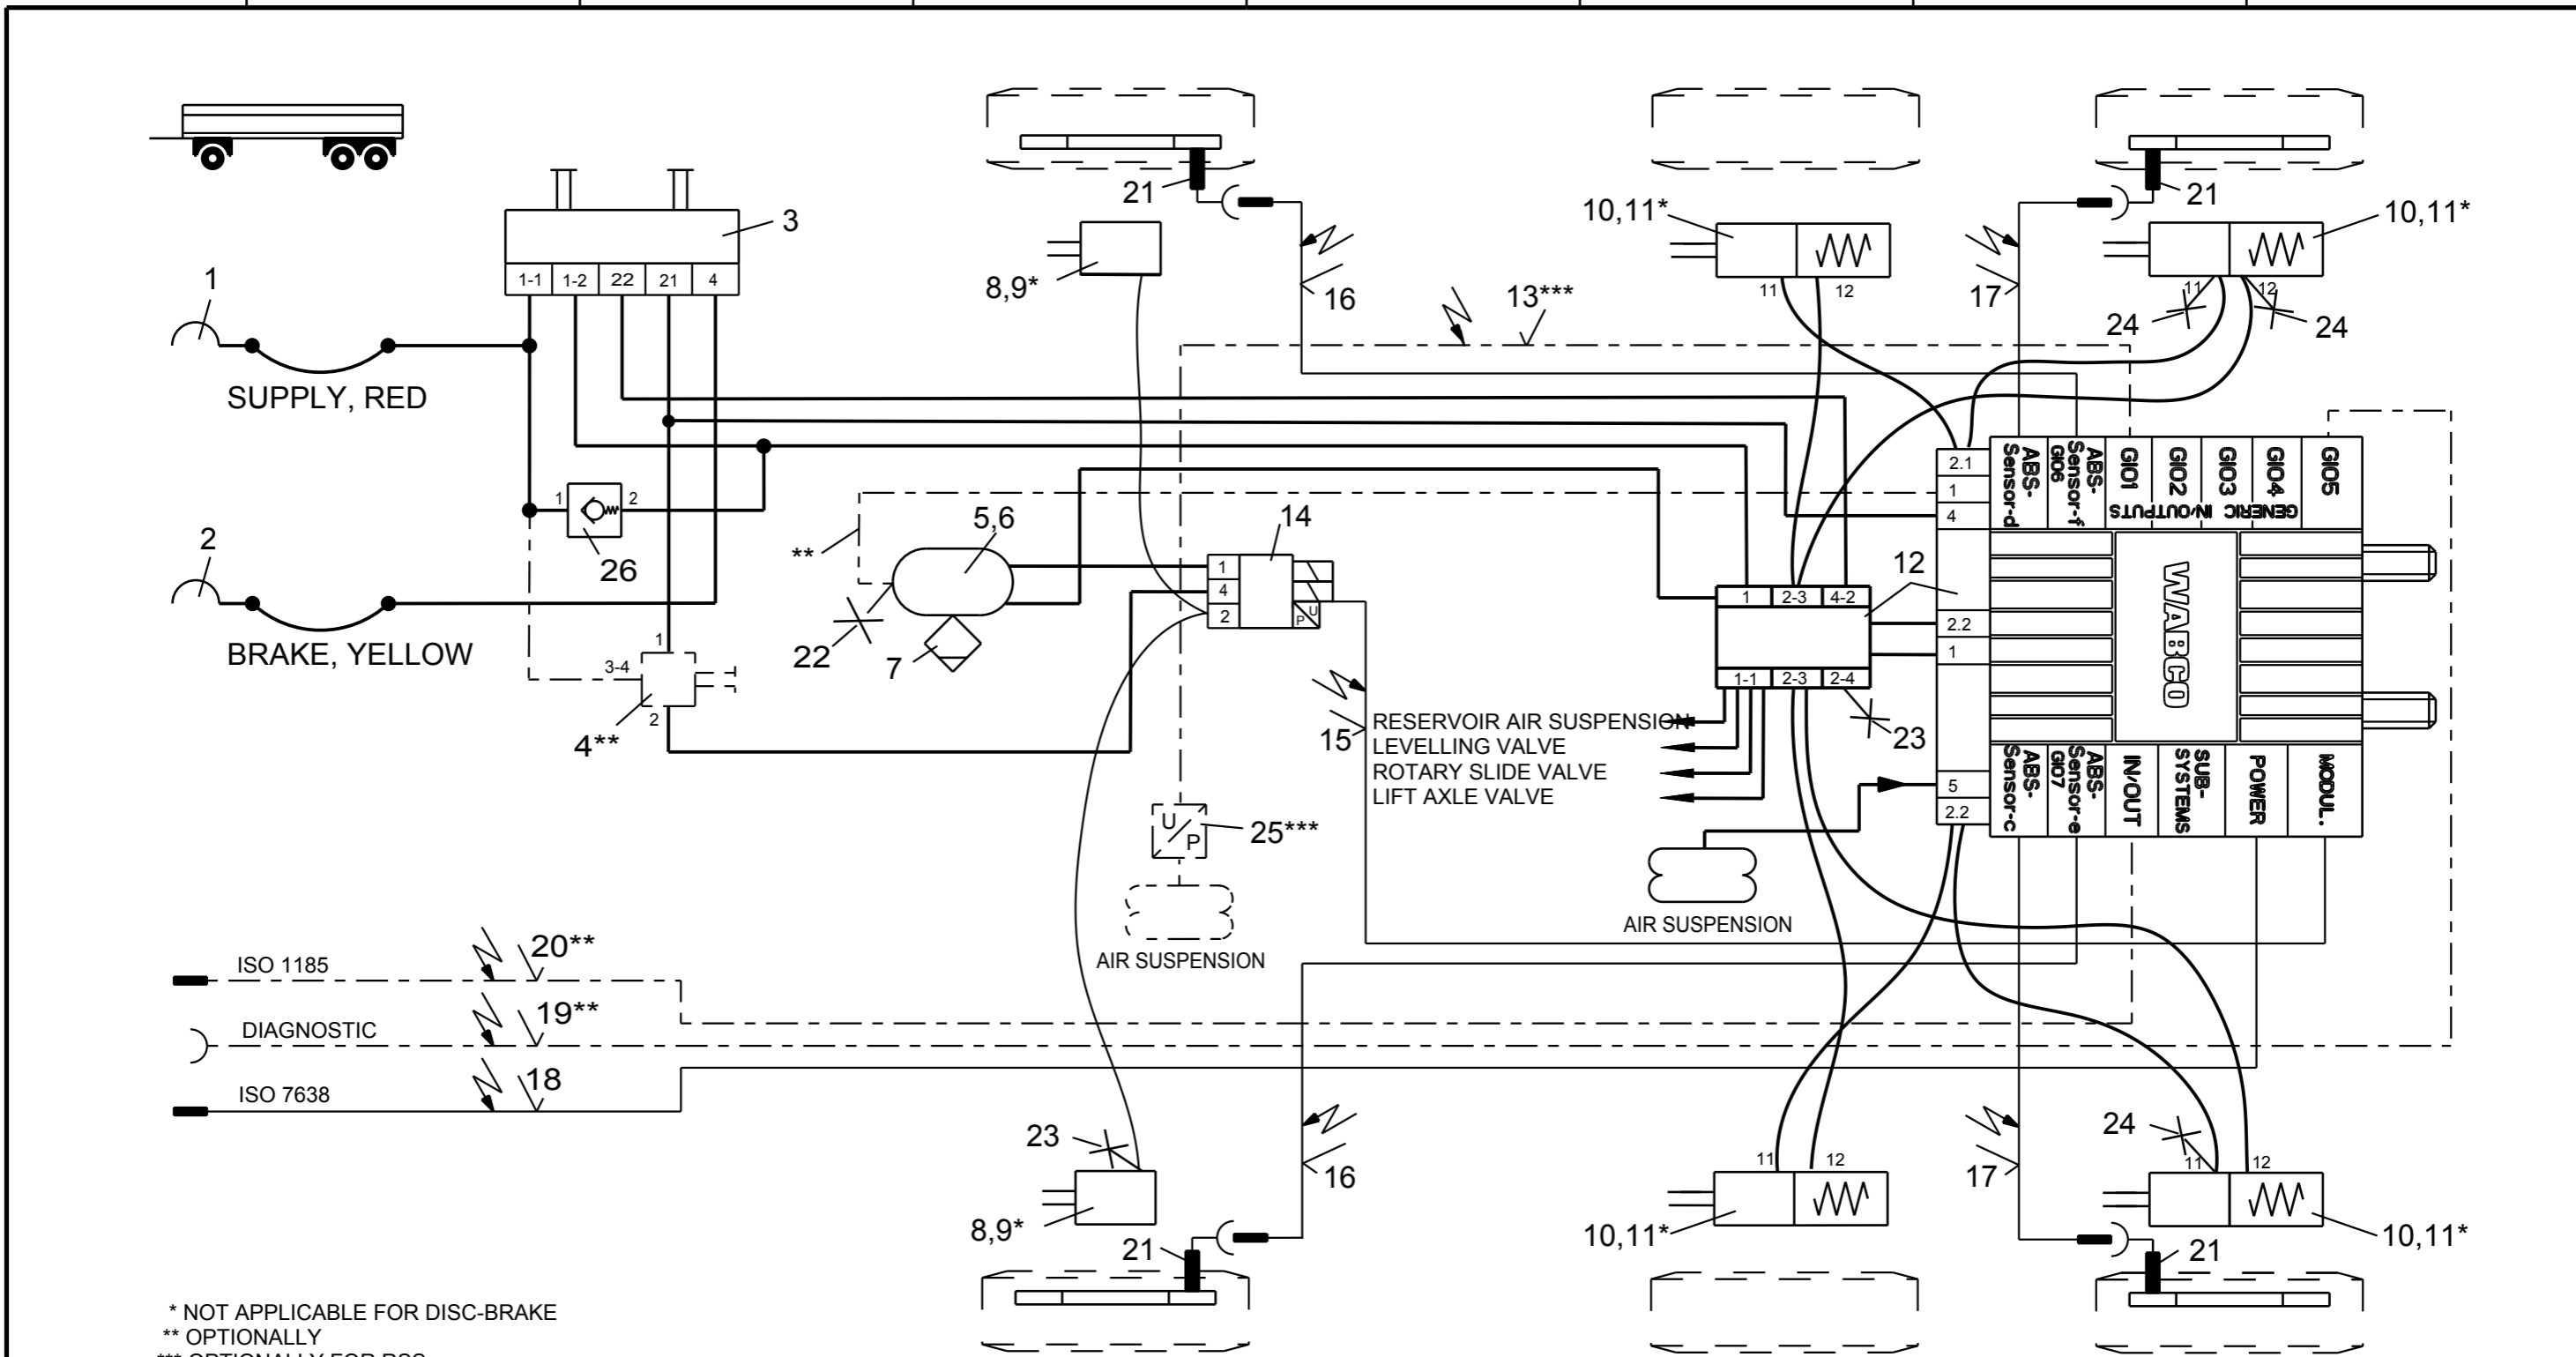 21
21
10,11*
10,11*
3
1-1
1-2
22
21
4
1
8,9*
16
11
12
17
11
12
24
24
13***
SUPPLY, RED
2.1
1
4
ABS-
Sensor-d
ABS-
Sensor-f
GIO6
GIO1
GIO2
GIO3
GIO4
GIO5
GENERIC IN/OUTPUTS
1
2
26
**
5,6
14
12
2
1
4
2
U
P
1
2-3
4-2
2.2
1
WABCO
22
7
BRAKE, YELLOW
1
3-4
2
4**
1-1
2-3
2-4
23
15
RESERVOIR AIR SUSPENSION
LEVELLING VALVE
ROTARY SLIDE VALVE
LIFT AXLE VALVE
5
2.2
ABS-
Sensor-c
ABS-
Sensor-e
GIO7
IN/OUT
SUB-
SYSTEMS
POWER
MODUL.
U
P
25***
AIR SUSPENSION
AIR SUSPENSION
ISO 1185
20**
DIAGNOSTIC
19**
ISO 7638
18
23
8,9*
21
16
11
12
10,11*
17
24
11
12
10,11*
21
* NOT APPLICABLE FOR DISC-BRAKE
** OPTIONALLY
*** OPTIONALLY FOR RSS